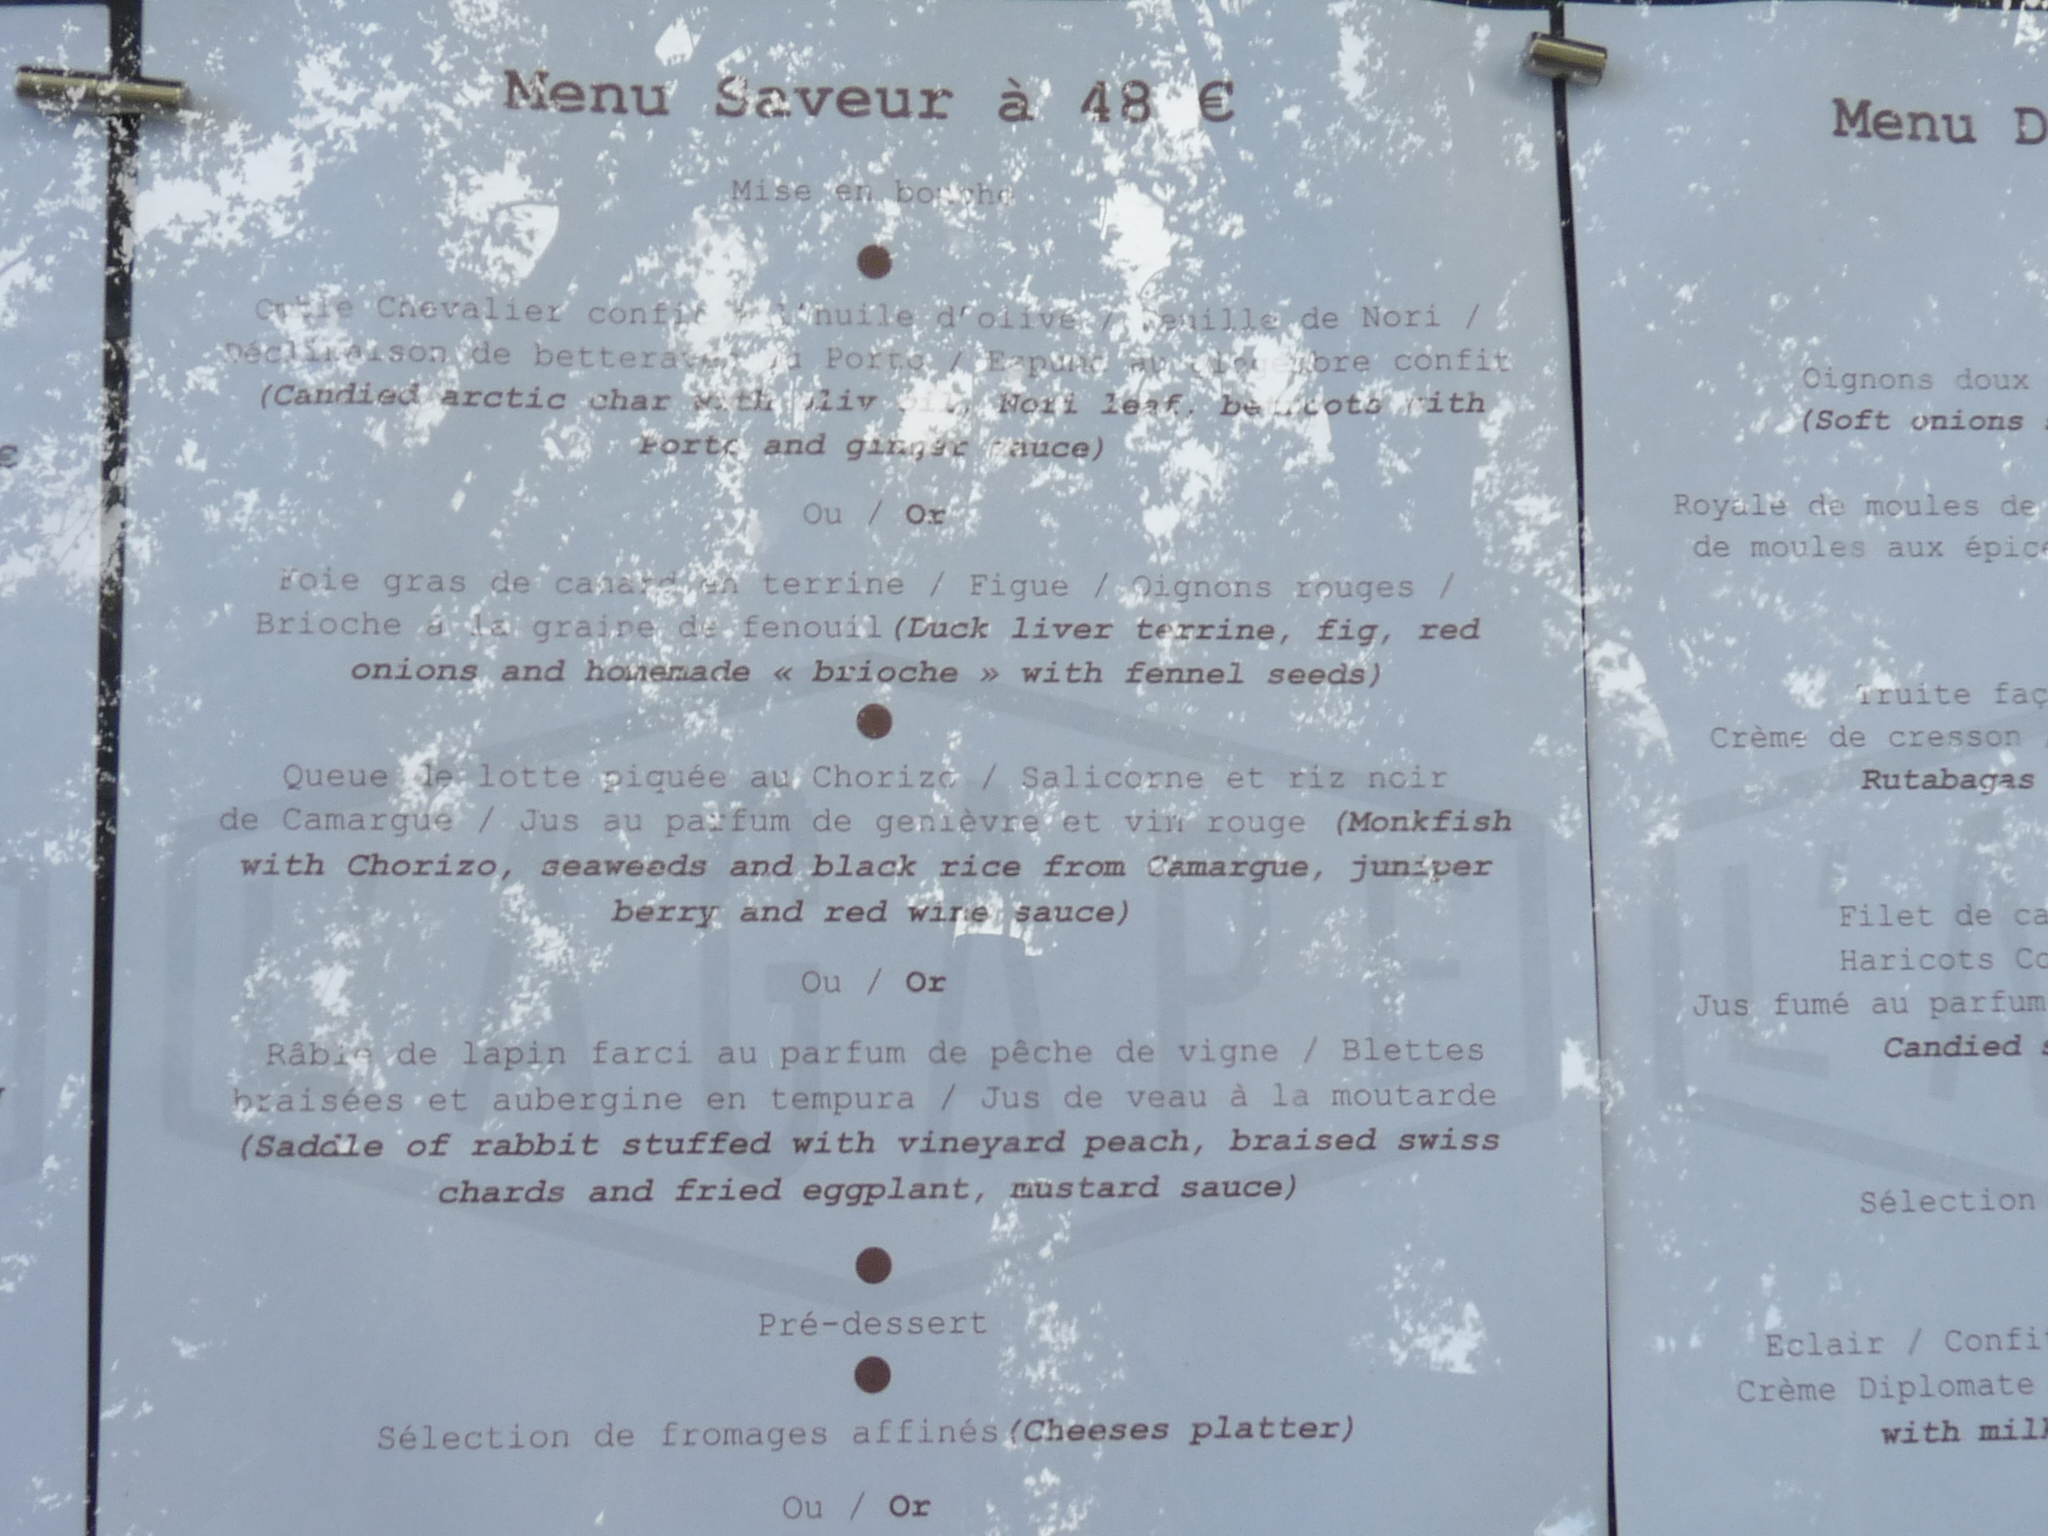 Menu Saveur à 48 €
Mise en bouche
Chevalier confit l'huile d'olive / Feuille de Nori /
Déclinaison de betteraves au Porto / Espuma au gingembre confit
(Candied arctic char with oliv oil, Nori leaf, with
Porto and ginger sauce)
Ou / Or
Foie gras de canard en terrine / Figue / Oignons rouges /
Brioche à la graine de fenouil (Duck liver terrine, fig, red
onions and homemade « brioche » with fennel seeds)
Queue de lotte piquée au Chorizo / Salicorne et riz noir
de Camargue / Jus au parfum de genièvre et vin rouge (Monkfish
with Chorizo, seaweeds and black rice from Camargue, juniper
berry and red wine sauce)
Ou / Or
Râble de lapin farci au parfum de pêche de vigne / Blettes
braisées et aubergine en tempura / Jus de veau à la moutarde
(Saddle of rabbit stuffed with vineyard peach, braised swiss
chards and fried eggplant, mustard sauce)
Pré-dessert
Sélection de fromages affinés (Cheeses platter)
Ou / Or
L'AGAPE
€
Menu D
Oignons doux
(Soft onions
Royale de moules de
de moules aux épice
Truite faç
Crème de cresson
Rutabagas
Filet de ca
Haricots Co
Jus fumé au parfum
Candied s
Sélection
Eclair / Confit
Crème Diplomate
with milk